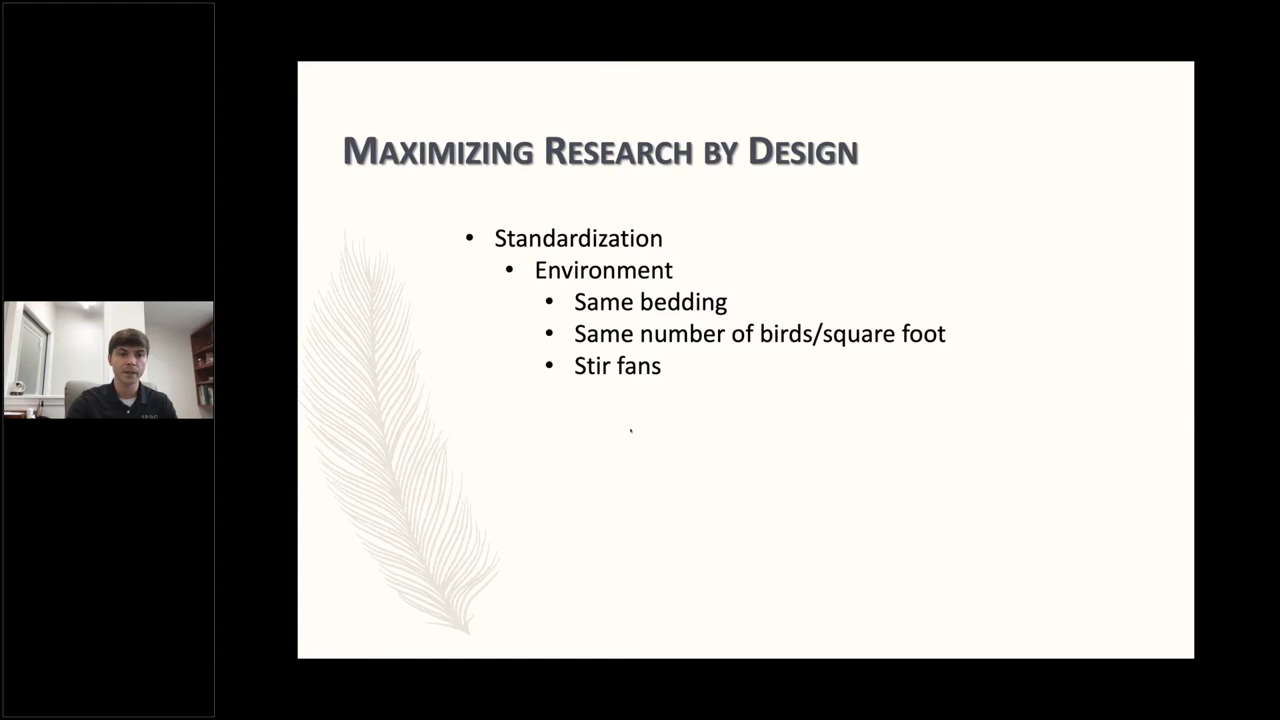 MAXIMIZING RESEARCH BY DESIGN
• Standardization
• Environment
• Same bedding
• Same number of birds/square foot
• Stir fans